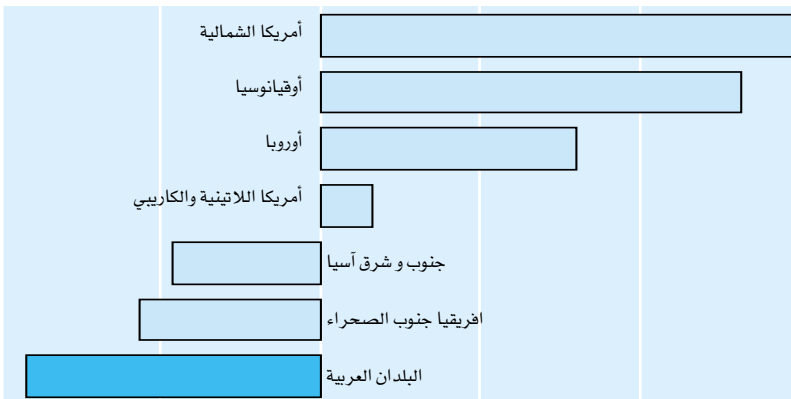 أمريكا الشمالية
أوقيانوسيا
أوروبا
أمريكا اللاتينية والكاريبي
جنوب و شرق آسيا
افريقيا جنوب الصحراء
البلدان العربية